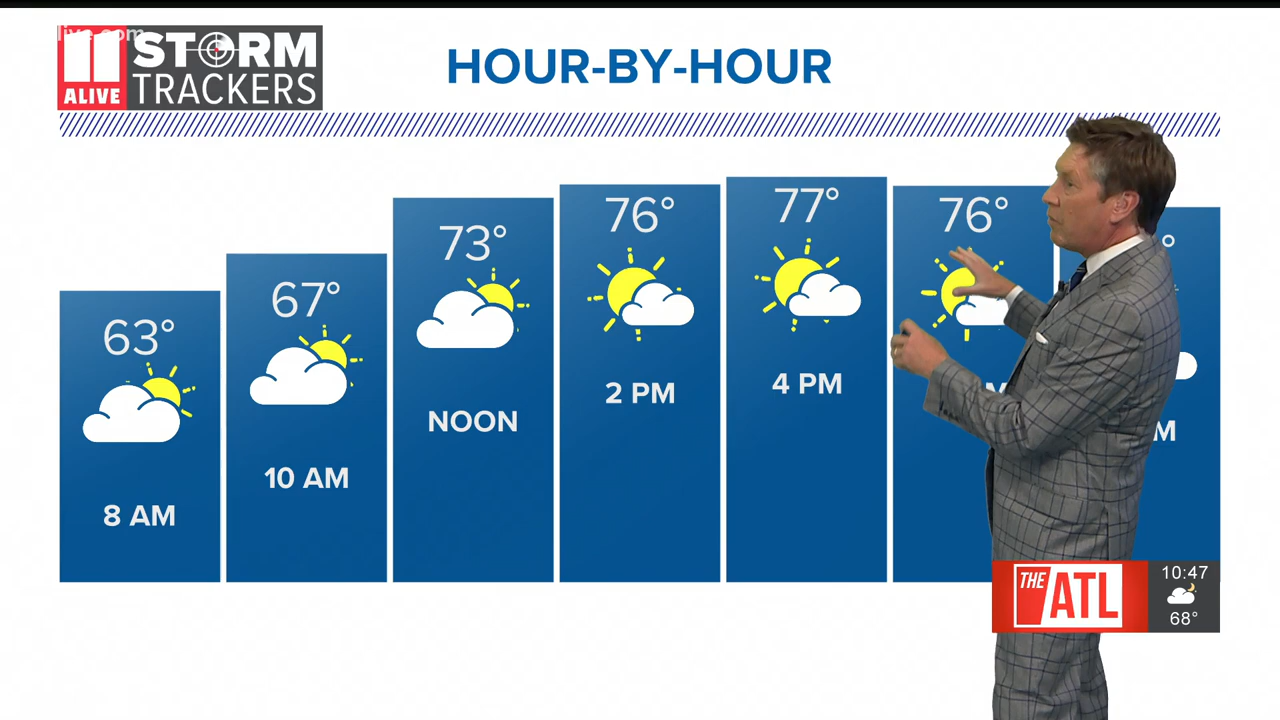 11 ALIVE STORM TRACKERS
HOUR-BY-HOUR
63°
8 AM
67°
10 AM
73°
NOON
76°
2 PM
77°
4 PM
76°
M
°
M
THE ATL
10:47
68°